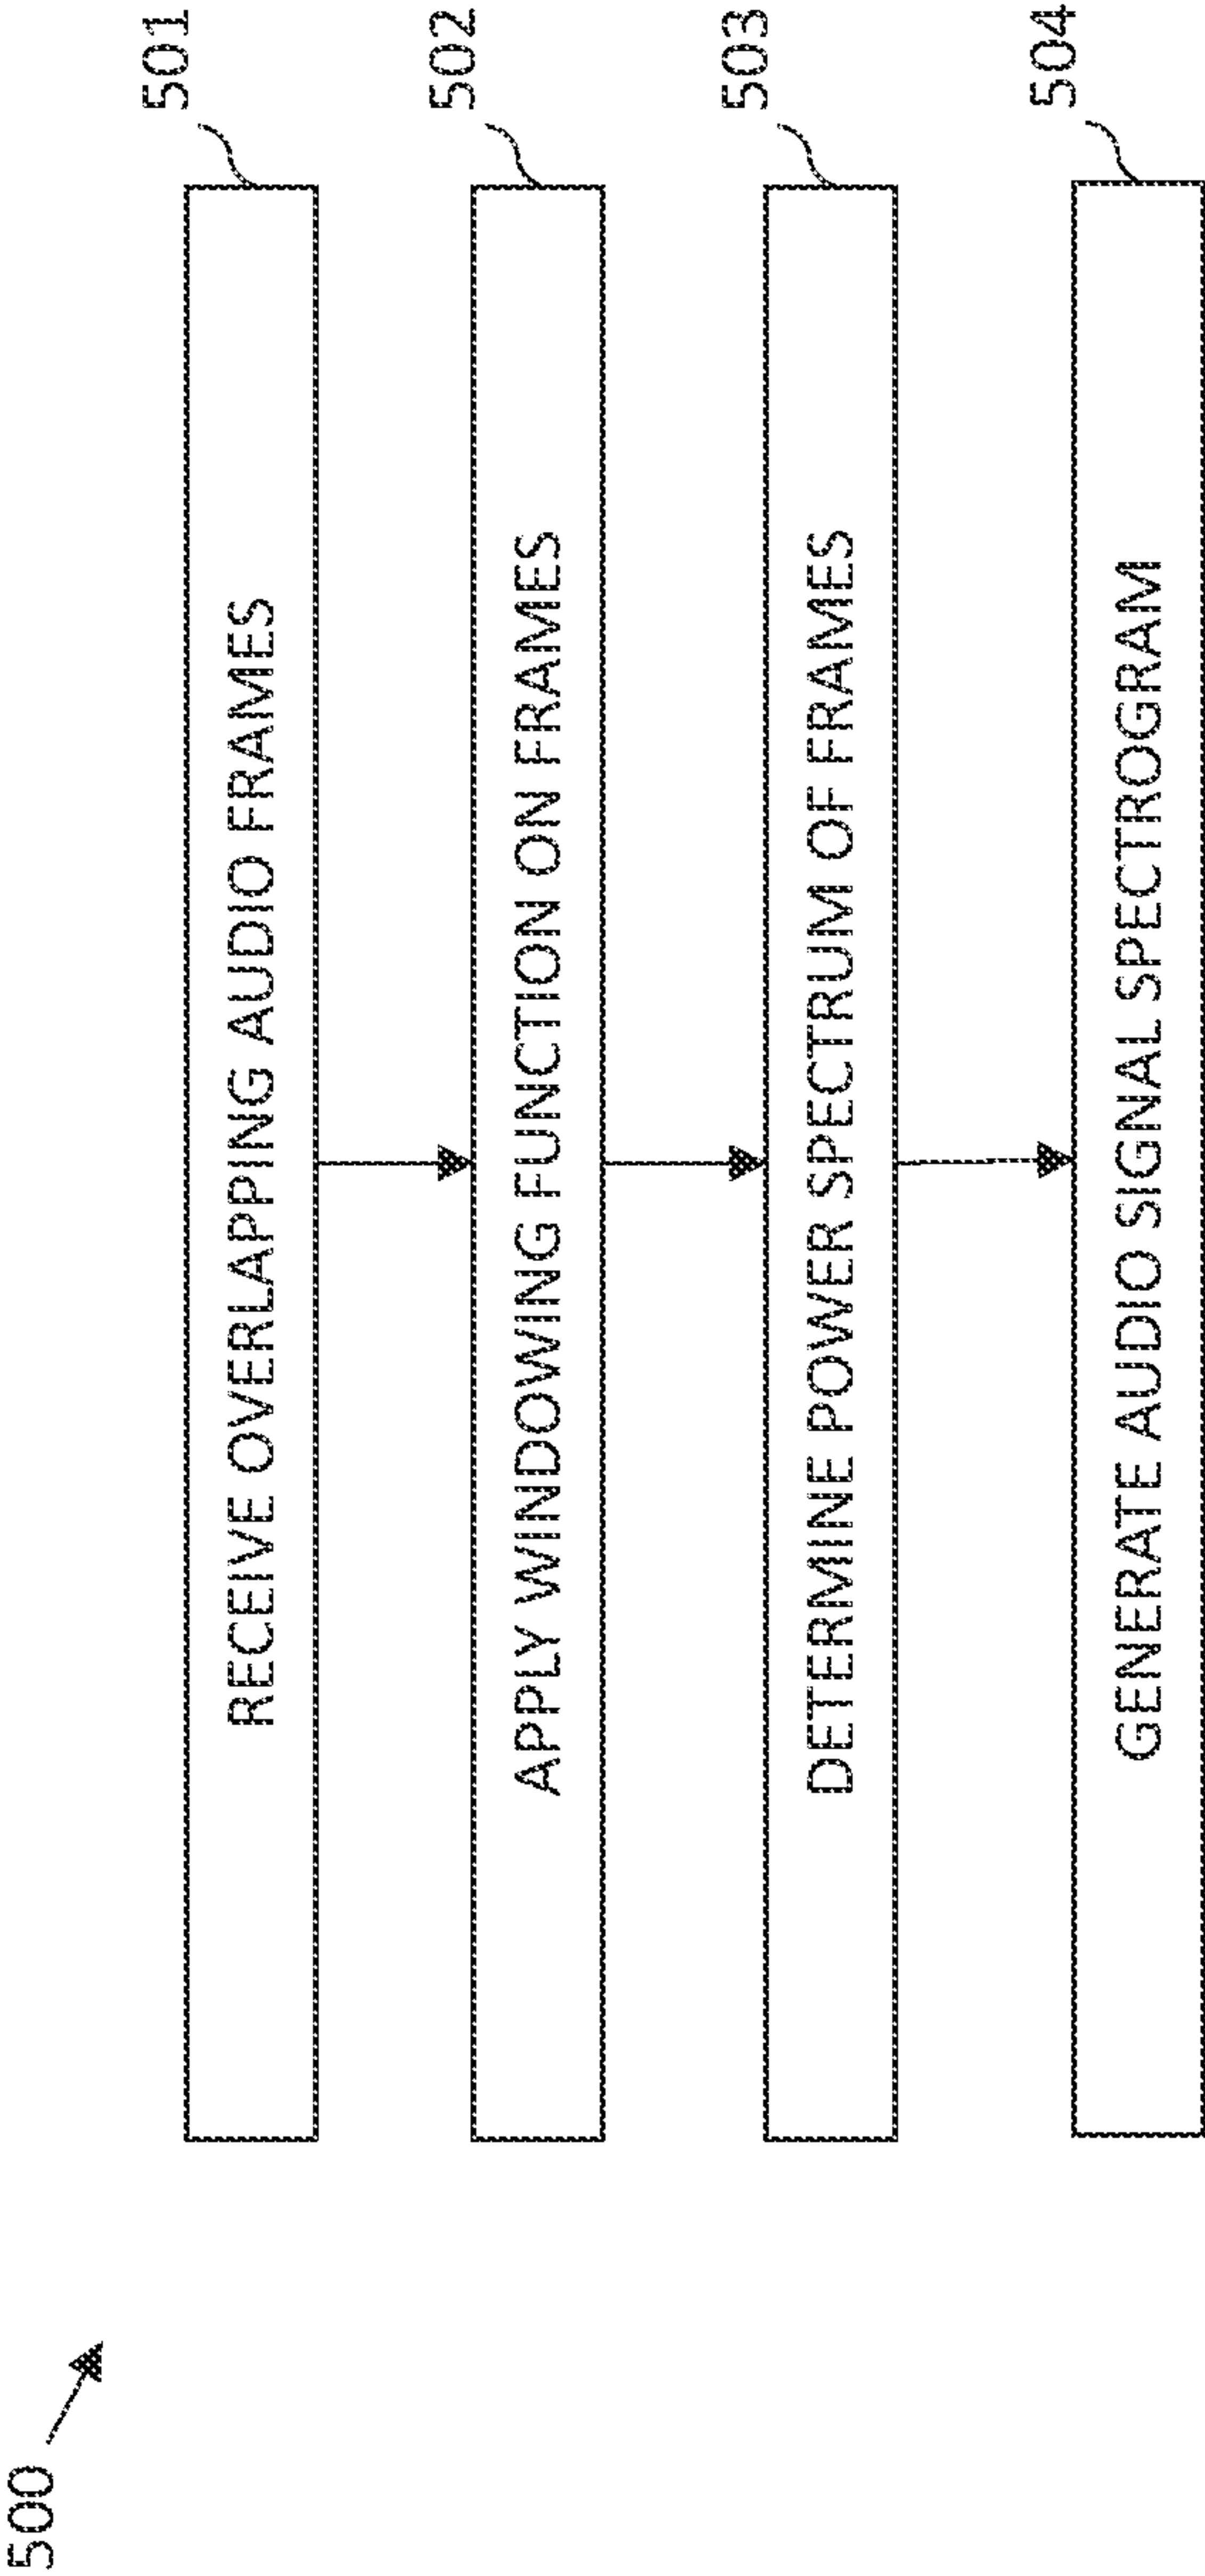 500
RECEIVE OVERLAPPING AUDIO FRAMES
501
APPLY WINDOWING FUNCTION ON FRAMES
502
DETERMINE POWER SPECTRUM OF FRAMES
503
GENERATE AUDIO SIGNAL SPECTROGRAM
504